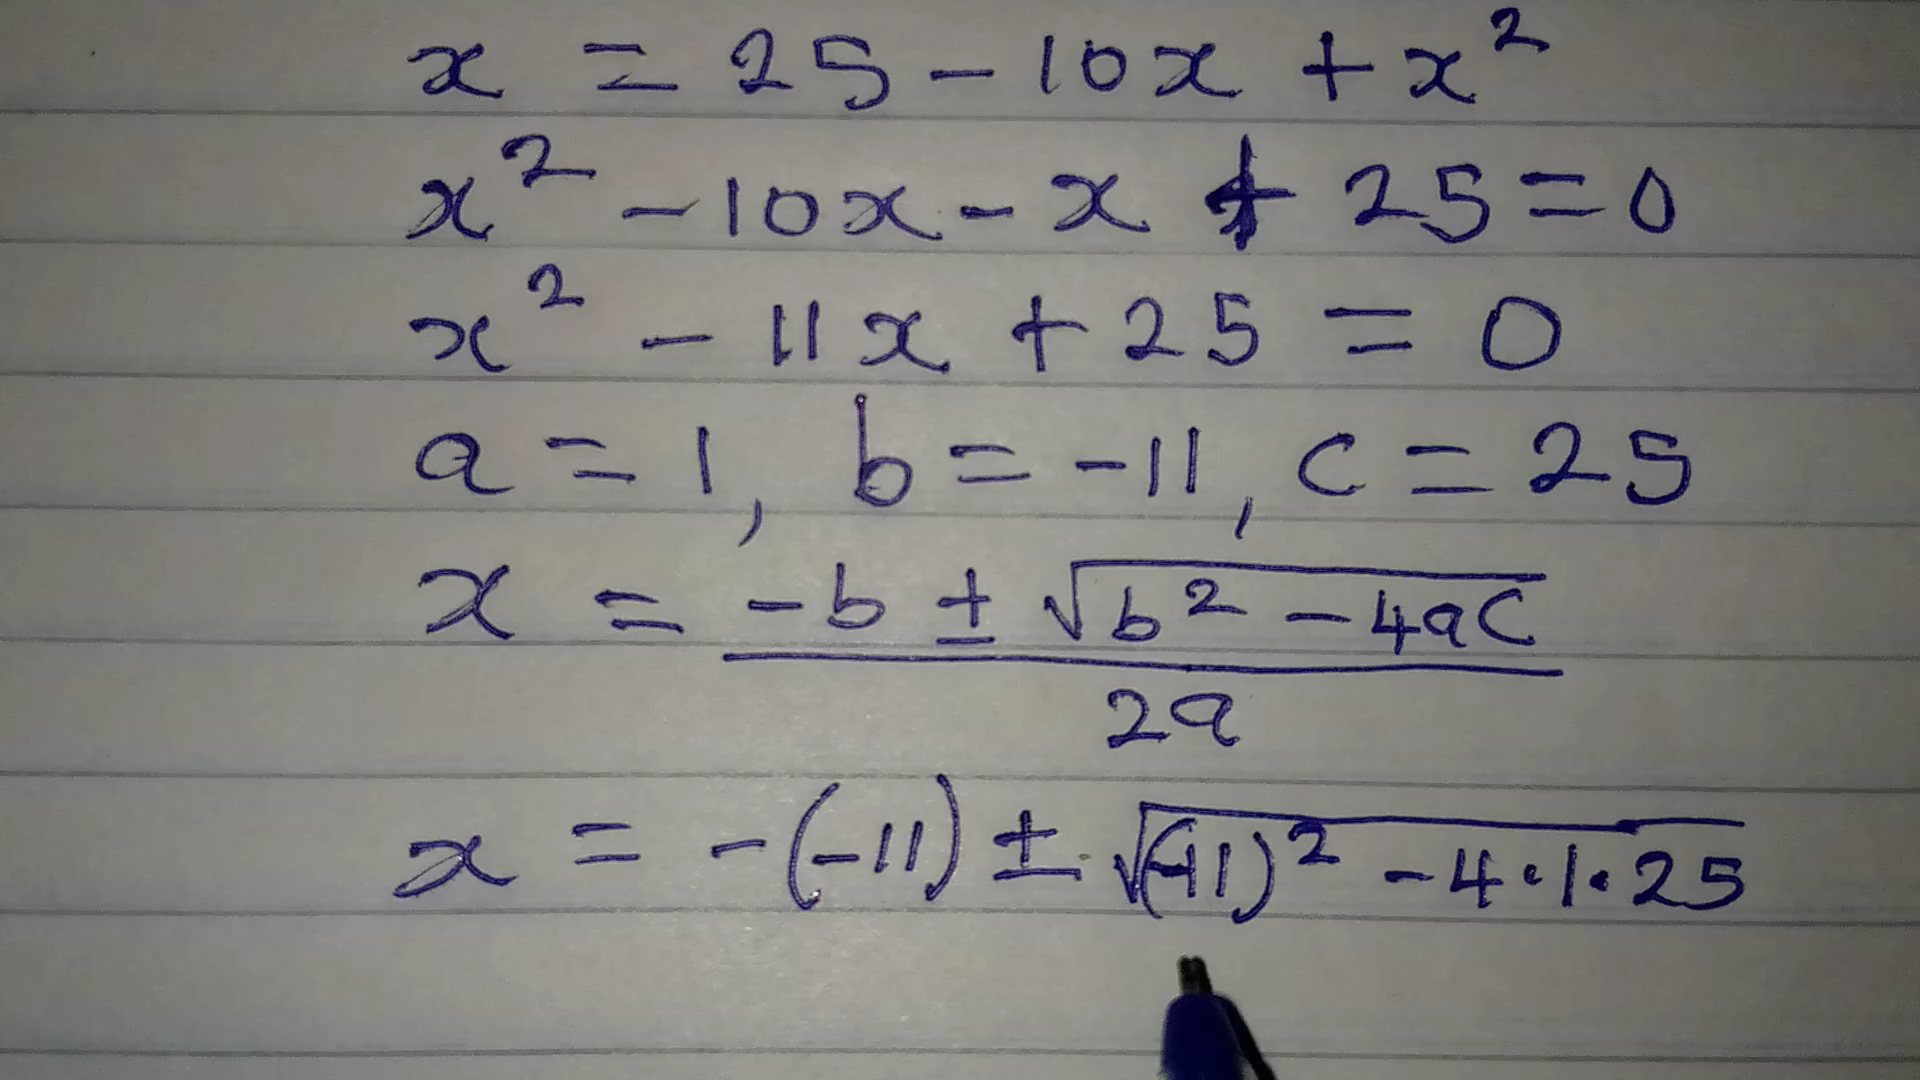 x = 25 - 10x + x²
x² - 10x - x + 25 = 0
x² - 11x + 25 = 0
a = 1, b = -11, c = 25
x = -b ± √b² - 4ac
2a
x = -(-11) ± √(-11)² - 4·1·25